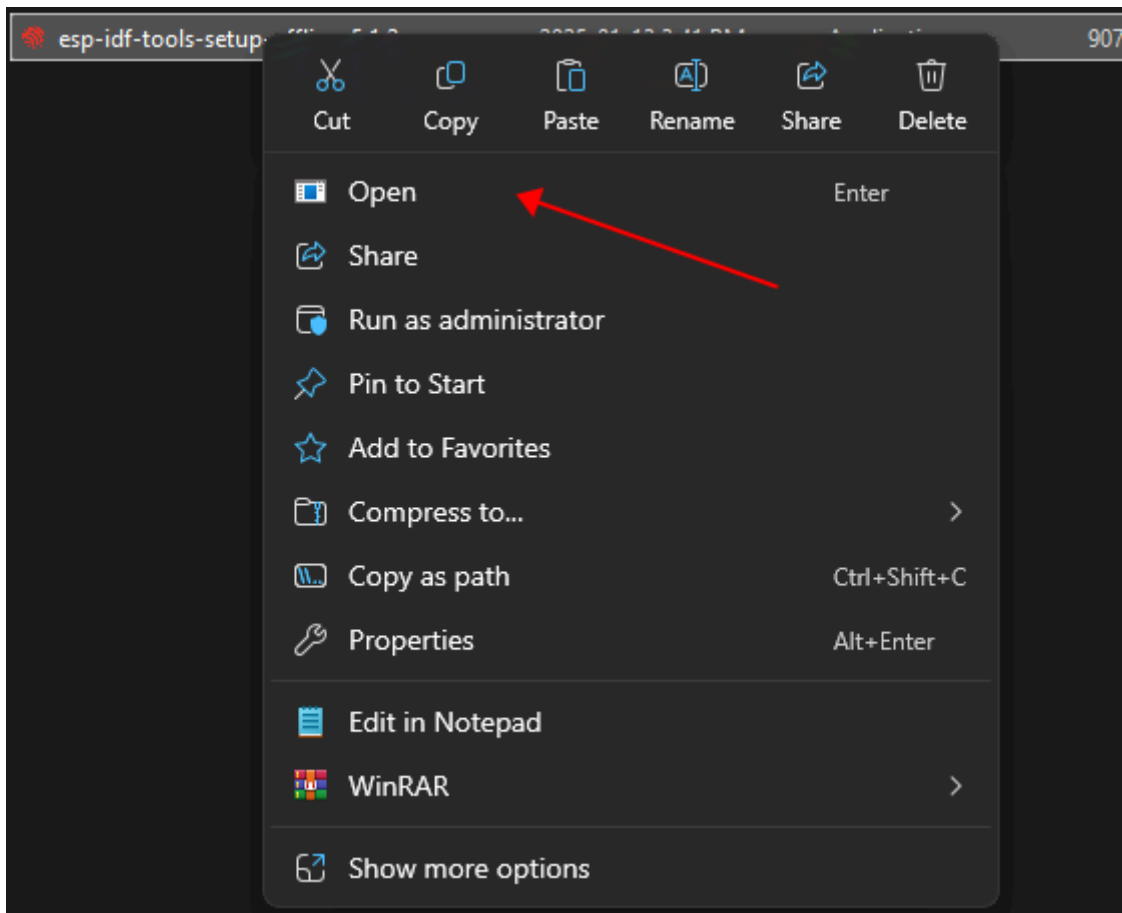 esp-idf-tools-setup- 907
Cut Copy Paste Rename Share Delete
Open Enter
Share
Run as administrator
Pin to Start
Add to Favorites
Compress to...
Copy as path Ctrl+Shift+C
Properties Alt+Enter
Edit in Notepad
WinRAR
Show more options